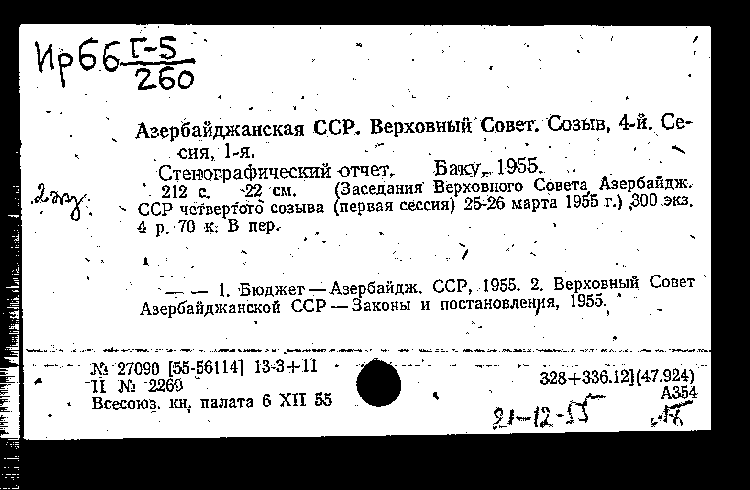 Ир66 Г-5
260
Азербайджанская ССР. Верховный Совет. Созыв, 4-й. Се-
сия, 1-я.
Стенографический отчет. Баку, 1955.
2 экз.
212 с. 22 см. (Заседания Верховного Совета Азербайдж.
ССР четвертого созыва (первая сессия) 25-26 марта 1955 г.) 300 экз.
4 р. 70 к. В пер.
— — 1. Бюджет — Азербайдж. ССР, 1955. 2. Верховный Совет
Азербайджанской ССР — Законы и постановления, 1955.
№ 27090 [55-56114] 13-3+11
II № 2260
Всесоюз. кн. палата 6 XII 55
328+336.12](47.924)
А354
21-12-55